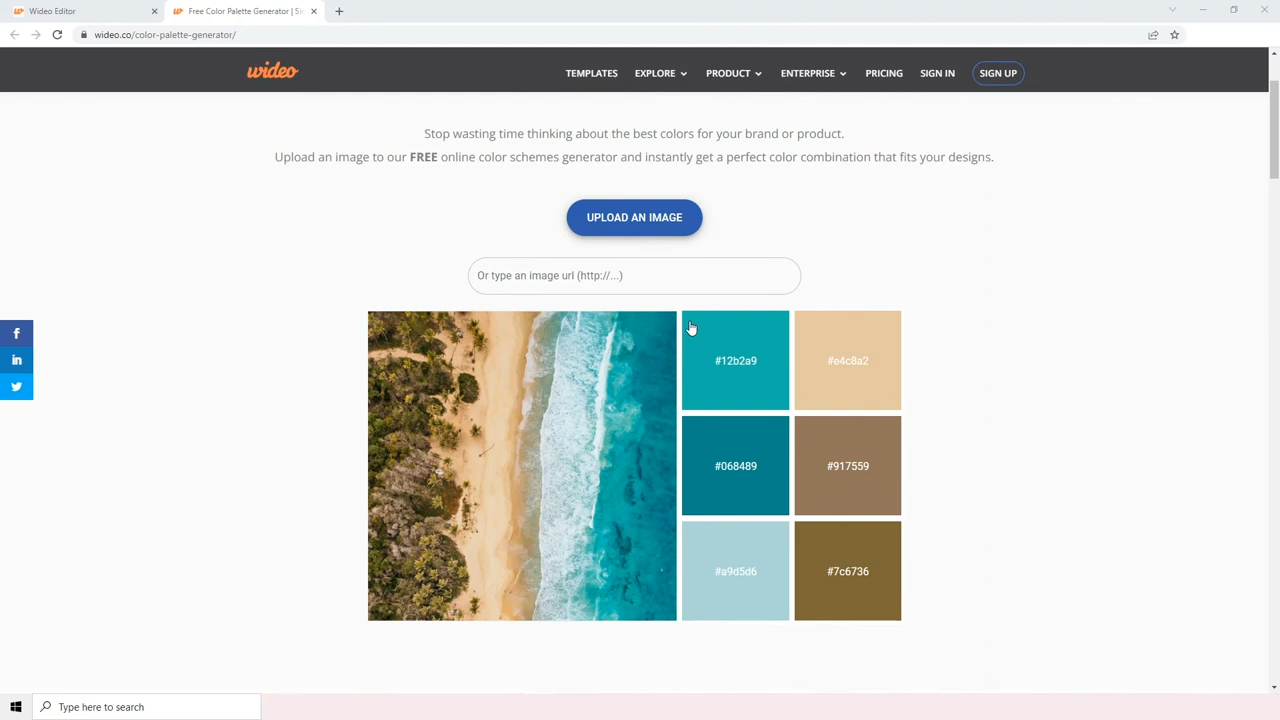 Wideo Editor
Free Color Palette Generator | Sim
wideo.co/color-palette-generator/
wideo
TEMPLATES EXPLORE PRODUCT ENTERPRISE PRICING SIGN IN SIGN UP
Stop wasting time thinking about the best colors for your brand or product.
Upload an image to our FREE online color schemes generator and instantly get a perfect color combination that fits your designs.
UPLOAD AN IMAGE
Or type an image url (http://...)
#12b2a9 #e4c8a2
#068489 #917559
#a9d5d6 #7c6736
Type here to search